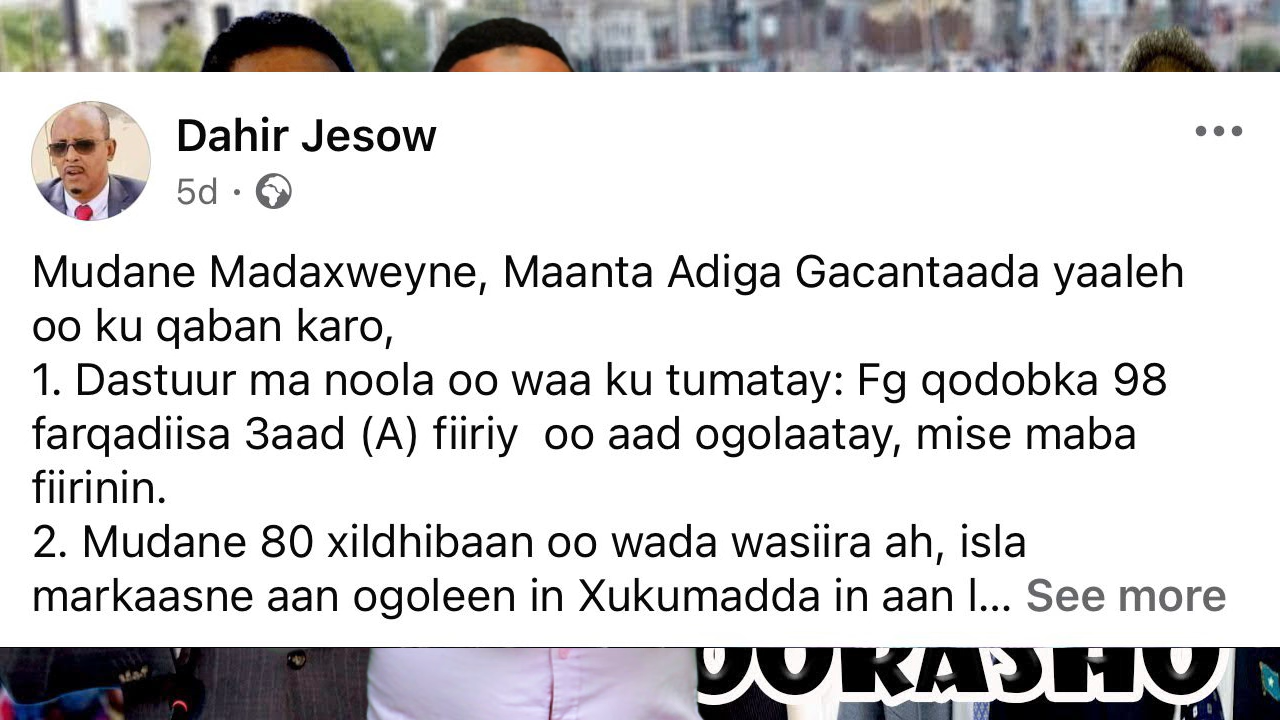 Dahir Jesow
5d ·
Mudane Madaxweyne, Maanta Adiga Gacantaada yaaleh
oo ku qaban karo,
1. Dastuur ma noola oo waa ku tumatay: Fg qodobka 98
farqadiisa 3aad (A) fiiriy  oo aad ogolaatay, mise maba
fiirinin.
2. Mudane 80 xildhibaan oo wada wasiira ah, isla
markaasne aan ogoleen in Xukumadda in aan l... See more
OORASHO